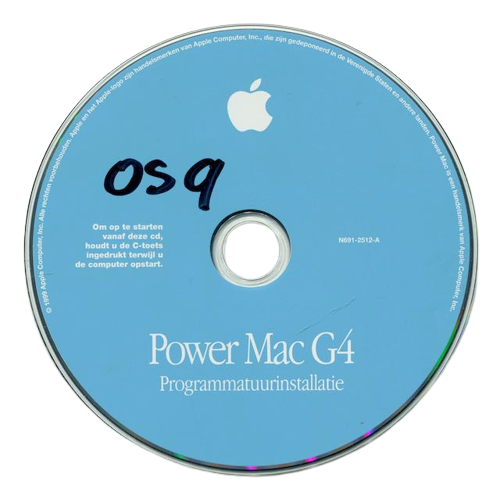 © 1999 Apple Computer, Inc. Alle rechten voorbehouden. Apple en het Apple-logo zijn handelsmerken van Apple Computer, Inc., die zijn gedeponeerd in de Verenigde Staten en andere landen. Power Mac is een handelsmerk van Apple Computer, Inc.
OS 9
Om op te starten
vanaf deze cd,
houdt u de C-toets
ingedrukt terwijl u
de computer opstart.
N691-2512-A
Power Mac G4
Programmatuurinstallatie